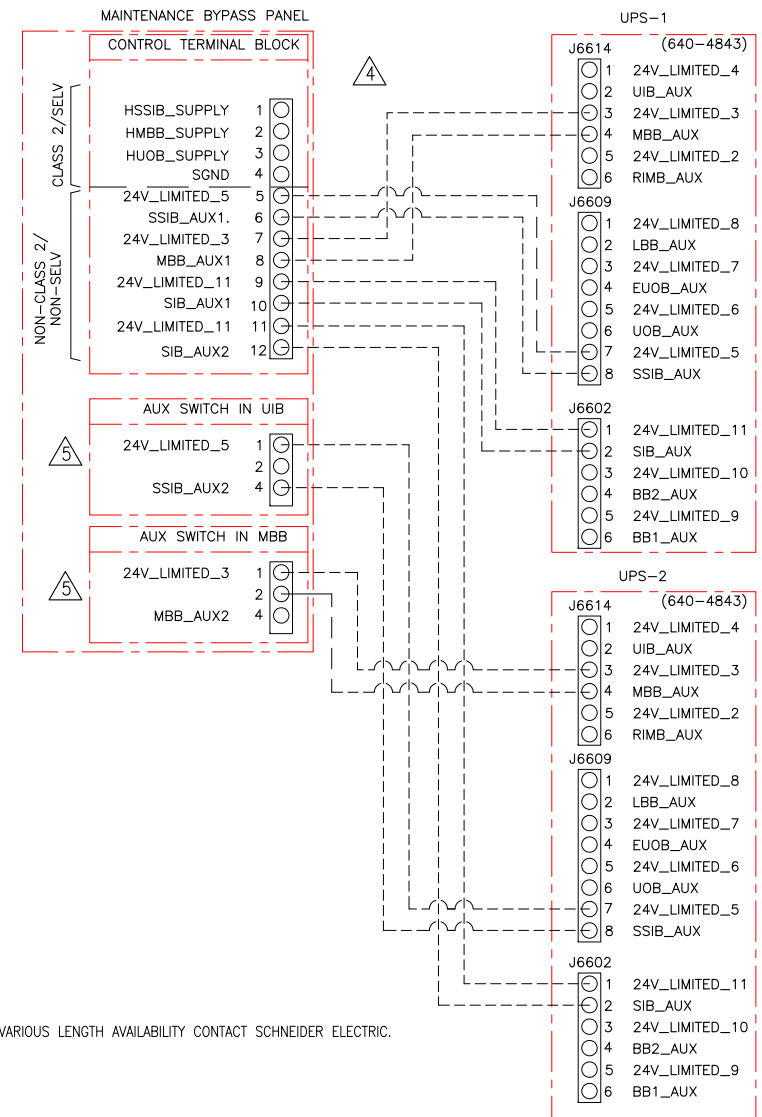 MAINTENANCE BYPASS PANEL
CONTROL TERMINAL BLOCK
CLASS 2/SELV
HSSIB_SUPPLY 1
HMBB_SUPPLY 2
HUOB_SUPPLY 3
SGND 4
NON-CLASS 2/
NON-SELV
24V_LIMITED_5 5
SSIB_AUX1. 6
24V_LIMITED_3 7
MBB_AUX1 8
24V_LIMITED_11 9
SIB_AUX1 10
24V_LIMITED_11 11
SIB_AUX2 12
4
5
AUX SWITCH IN UIB
24V_LIMITED_5 1
2
SSIB_AUX2 4
5
AUX SWITCH IN MBB
24V_LIMITED_3 1
2
MBB_AUX2 4
UPS-1
J6614 (640-4843)
1 24V_LIMITED_4
2 UIB_AUX
3 24V_LIMITED_3
4 MBB_AUX
5 24V_LIMITED_2
6 RIMB_AUX
J6609
1 24V_LIMITED_8
2 LBB_AUX
3 24V_LIMITED_7
4 EUOB_AUX
5 24V_LIMITED_6
6 UOB_AUX
7 24V_LIMITED_5
8 SSIB_AUX
J6602
1 24V_LIMITED_11
2 SIB_AUX
3 24V_LIMITED_10
4 BB2_AUX
5 24V_LIMITED_9
6 BB1_AUX
UPS-2
J6614 (640-4843)
1 24V_LIMITED_4
2 UIB_AUX
3 24V_LIMITED_3
4 MBB_AUX
5 24V_LIMITED_2
6 RIMB_AUX
J6609
1 24V_LIMITED_8
2 LBB_AUX
3 24V_LIMITED_7
4 EUOB_AUX
5 24V_LIMITED_6
6 UOB_AUX
7 24V_LIMITED_5
8 SSIB_AUX
J6602
1 24V_LIMITED_11
2 SIB_AUX
3 24V_LIMITED_10
4 BB2_AUX
5 24V_LIMITED_9
6 BB1_AUX
VARIOUS LENGTH AVAILABILITY CONTACT SCHNEIDER ELECTRIC.